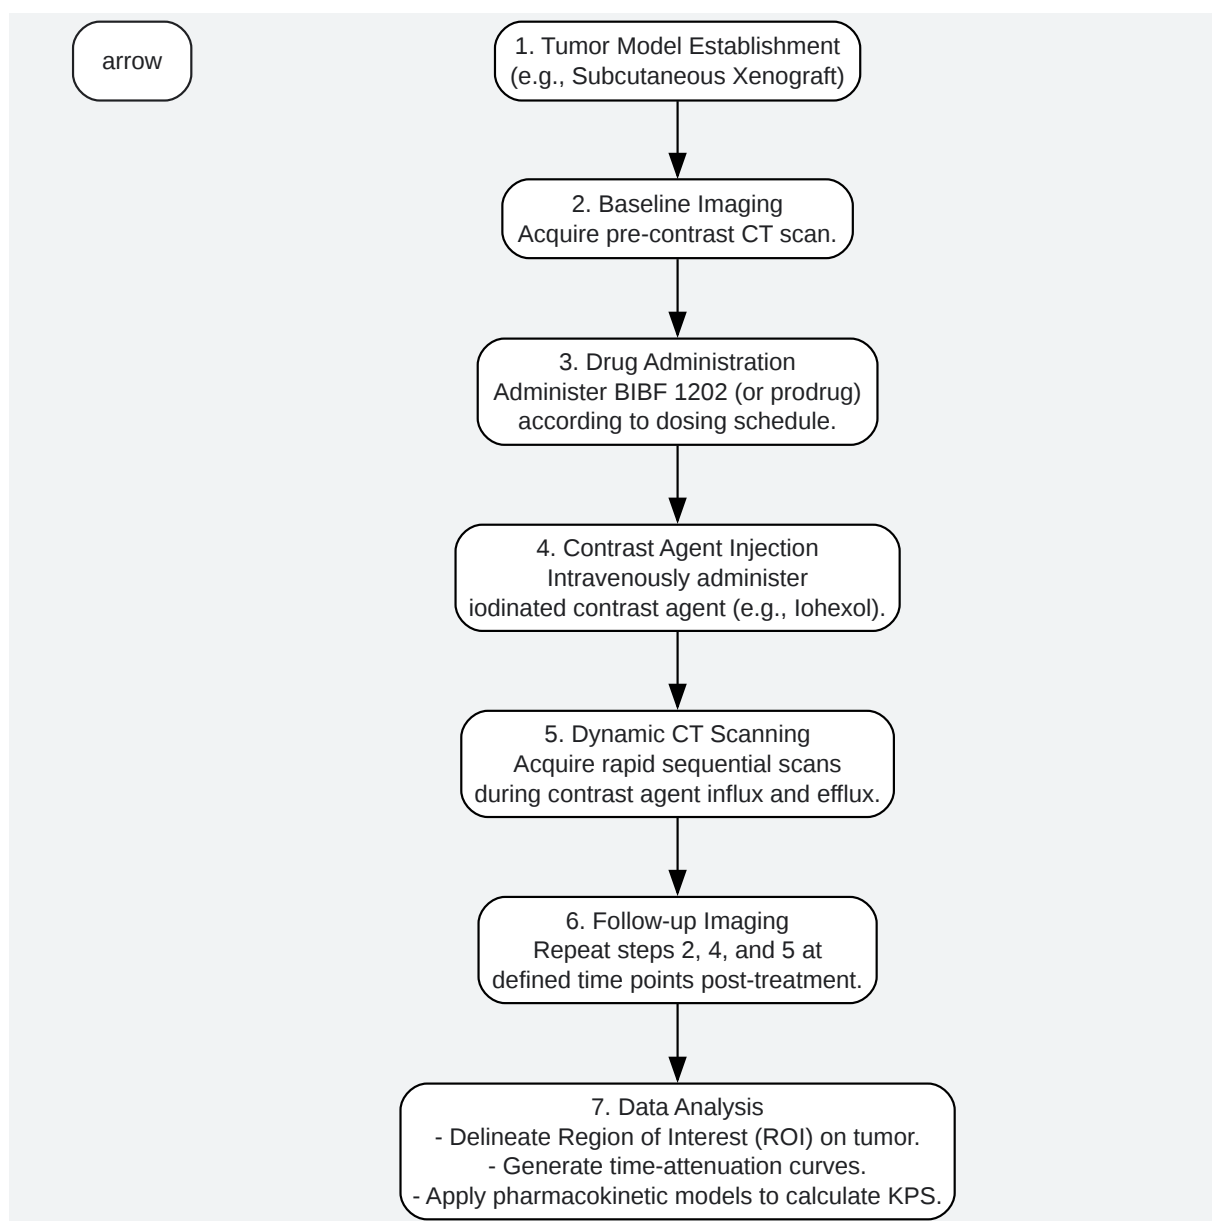 arrow
1. Tumor Model Establishment
(e.g., Subcutaneous Xenograft)
2. Baseline Imaging
Acquire pre-contrast CT scan.
3. Drug Administration
Administer BIBF 1202 (or prodrug)
according to dosing schedule.
4. Contrast Agent Injection
Intravenously administer
iodinated contrast agent (e.g., Iohexol).
5. Dynamic CT Scanning
Acquire rapid sequential scans
during contrast agent influx and efflux.
6. Follow-up Imaging
Repeat steps 2, 4, and 5 at
defined time points post-treatment.
7. Data Analysis
- Delineate Region of Interest (ROI) on tumor.
- Generate time-attenuation curves.
- Apply pharmacokinetic models to calculate KPS.